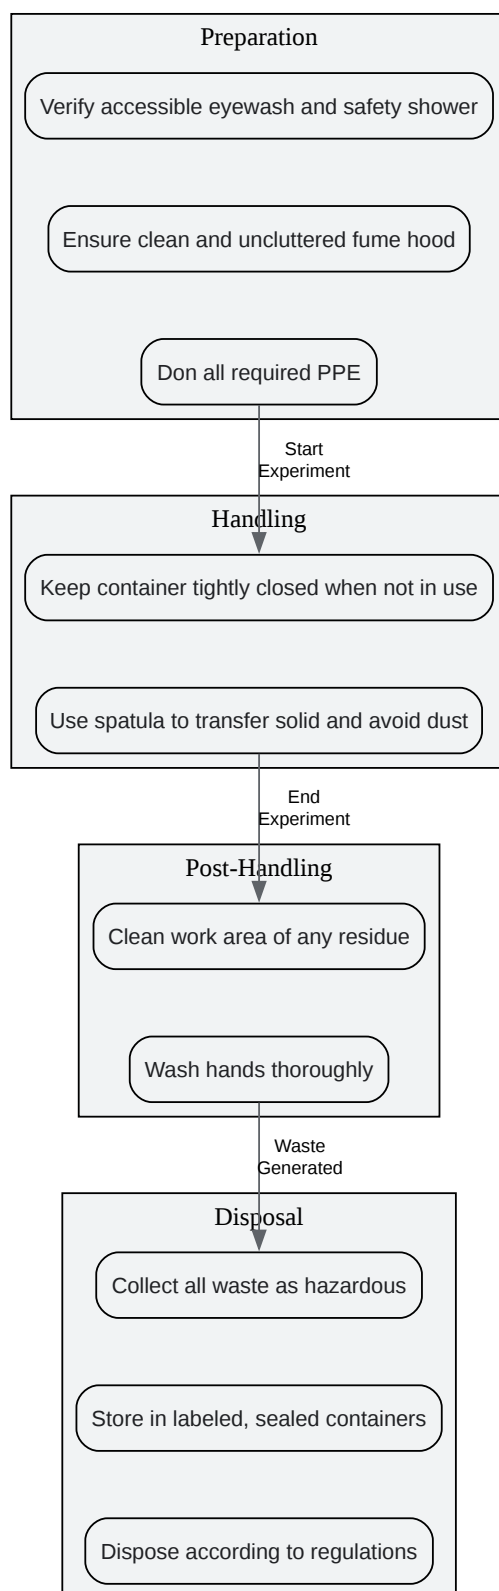 Preparation
Verify accessible eyewash and safety shower
Ensure clean and uncluttered fume hood
Don all required PPE
Start
Experiment
Handling
Keep container tightly closed when not in use
Use spatula to transfer solid and avoid dust
End
Experiment
Post-Handling
Clean work area of any residue
Wash hands thoroughly
Waste
Generated
Disposal
Collect all waste as hazardous
Store in labeled, sealed containers
Dispose according to regulations